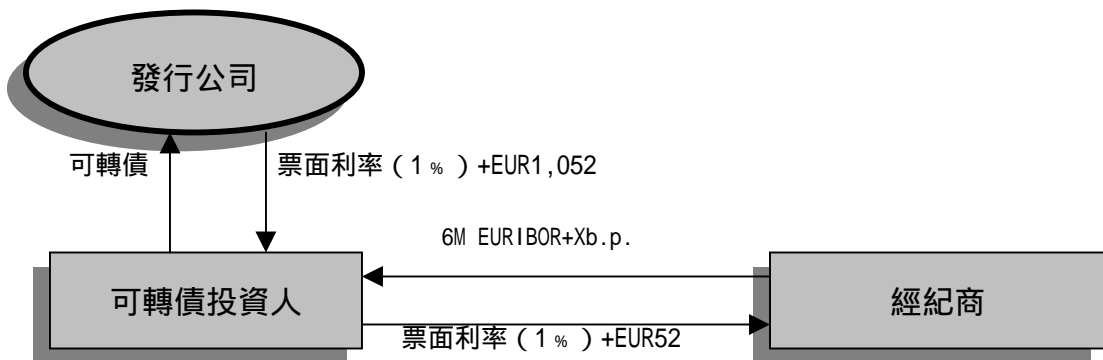 發行公司
可轉債
票面利率（1﹪）+EUR1,052
6M EURIBOR+Xb.p.
可轉債投資人
經紀商
票面利率（1﹪）+EUR52